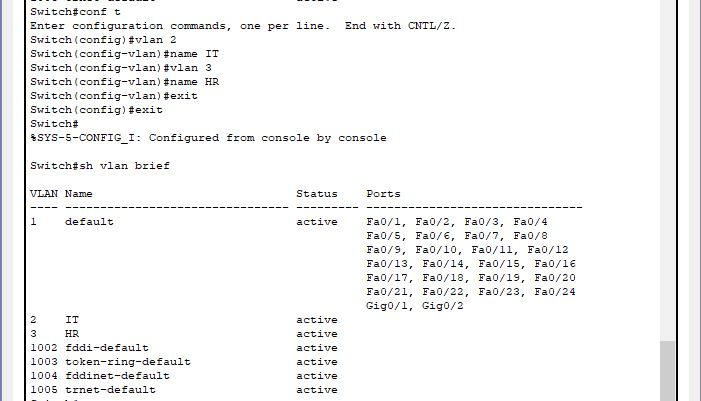 Switch#conf t
Enter configuration commands, one per line.  End with CNTL/Z.
Switch(config)#vlan 2
Switch(config-vlan)#name IT
Switch(config-vlan)#vlan 3
Switch(config-vlan)#name HR
Switch(config-vlan)#exit
Switch(config)#exit
Switch#
%SYS-5-CONFIG_I: Configured from console by console
Switch#sh vlan brief
VLAN Name                             Status    Ports
---- -------------------------------- --------- -------------------------------
1    default                          active    Fa0/1, Fa0/2, Fa0/3, Fa0/4
                                                Fa0/5, Fa0/6, Fa0/7, Fa0/8
                                                Fa0/9, Fa0/10, Fa0/11, Fa0/12
                                                Fa0/13, Fa0/14, Fa0/15, Fa0/16
                                                Fa0/17, Fa0/18, Fa0/19, Fa0/20
                                                Fa0/21, Fa0/22, Fa0/23, Fa0/24
                                                Gig0/1, Gig0/2
2    IT                               active
3    HR                               active
1002 fddi-default                     active
1003 token-ring-default               active
1004 fddinet-default                  active
1005 trnet-default                    active